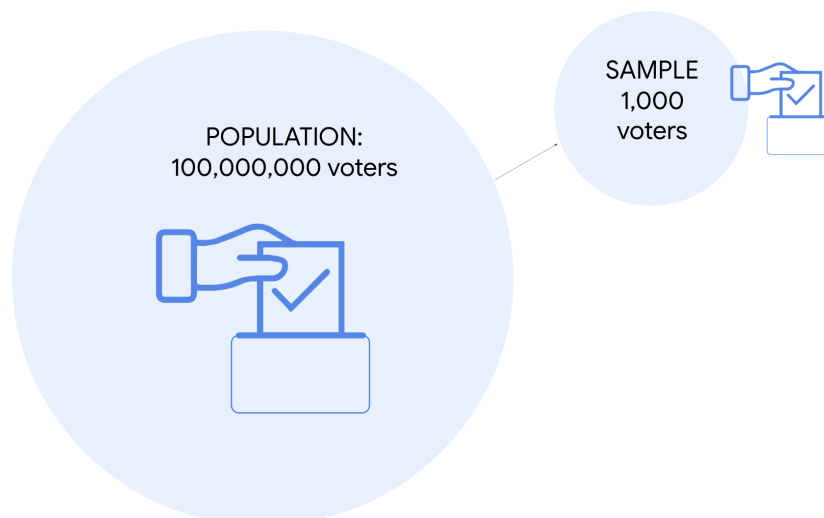 POPULATION:
100,000,000 voters
SAMPLE
1,000
voters